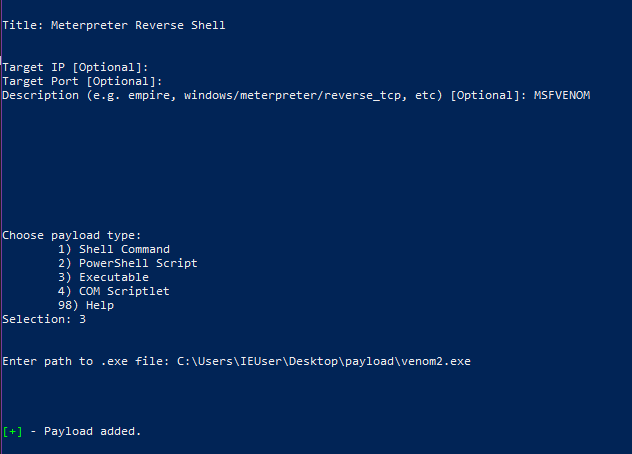 Title: Meterpreter Reverse Shell
Target IP [Optional]:
Target Port [Optional]:
Description (e.g. empire, windows/meterpreter/reverse_tcp, etc) [Optional]: MSFVENOM
Choose payload type:
1) Shell Command
2) PowerShell Script
3) Executable
4) COM Scriptlet
98) Help
Selection: 3
Enter path to .exe file: C:\Users\IEUser\Desktop\payload\venom2.exe
[+] - Payload added.